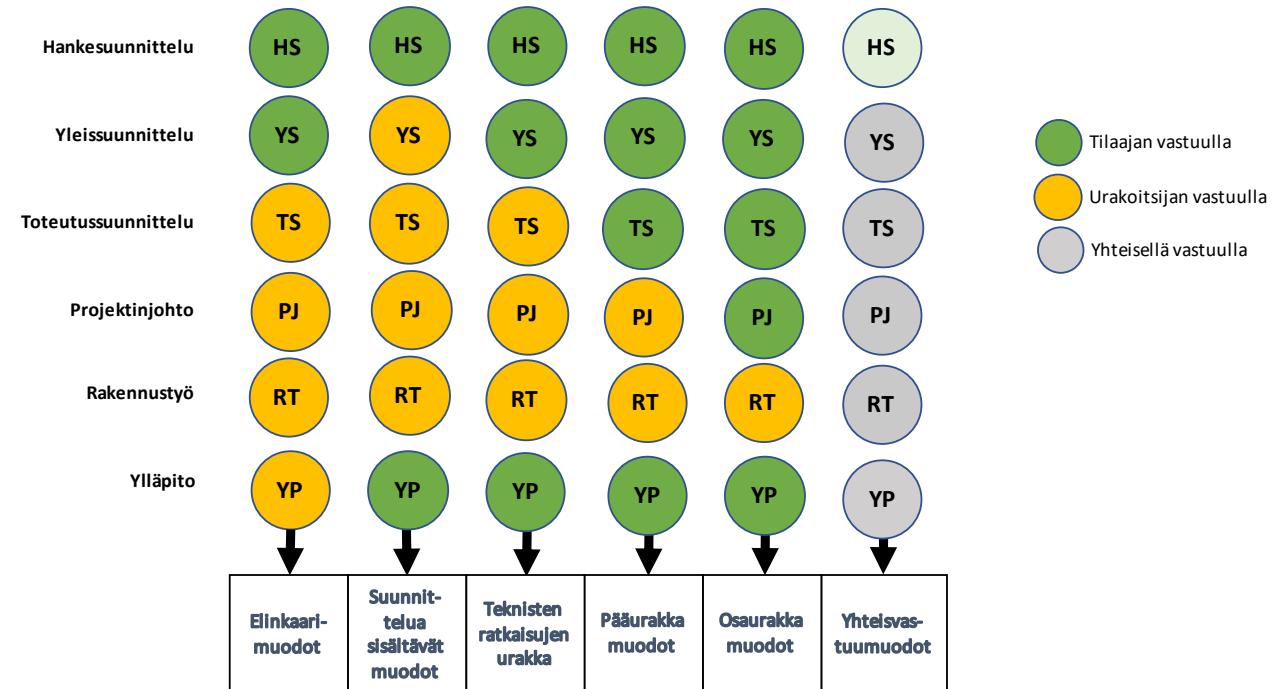 Hankesuunnittelu HS HS HS HS HS HS
Yleissuunnittelu YS YS YS YS YS YS
Tilaajan vastuulla
Urakoitsijan vastuulla
Toteutussuunnittelu TS TS TS TS TS TS
Yhteisellä vastuulla
Projektinjohto PJ PJ PJ PJ PJ PJ
Rakennustyö RT RT RT RT RT RT
Ylläpito YP YP YP YP YP YP
Elinkaari-
muodot
Suunnit-
telua
sisältävät
muodot
Teknisten
ratkaisujen
urakka
Pääurakka
muodot
Osaurakka
muodot
Yhteisvas-
tuumuodot